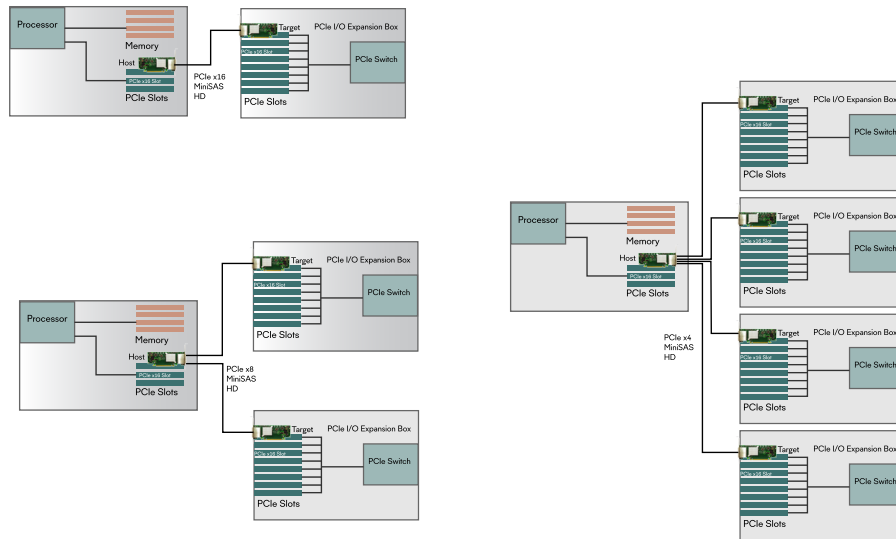 Processor
Memory
Host
PCIe x16 Slot
PCIe Slots
PCIe x16
MiniSAS
HD
Target
PCIe I/O Expansion Box
PCIe x16 Slot
PCIe Switch
PCIe Slots
Processor
Memory
Host
PCIe x16 Slot
PCIe Slots
PCIe x8
MiniSAS
HD
Target
PCIe I/O Expansion Box
PCIe x16 Slot
PCIe Switch
PCIe Slots
Target
PCIe I/O Expansion Box
PCIe x16 Slot
PCIe Switch
PCIe Slots
Processor
Memory
Host
PCIe x16 Slot
PCIe Slots
PCIe x4
MiniSAS
HD
Target
PCIe I/O Expansion Box
PCIe x16 Slot
PCIe Switch
PCIe Slots
Target
PCIe I/O Expansion Box
PCIe x16 Slot
PCIe Switch
PCIe Slots
Target
PCIe I/O Expansion Box
PCIe x16 Slot
PCIe Switch
PCIe Slots
Target
PCIe I/O Expansion Box
PCIe x16 Slot
PCIe Switch
PCIe Slots